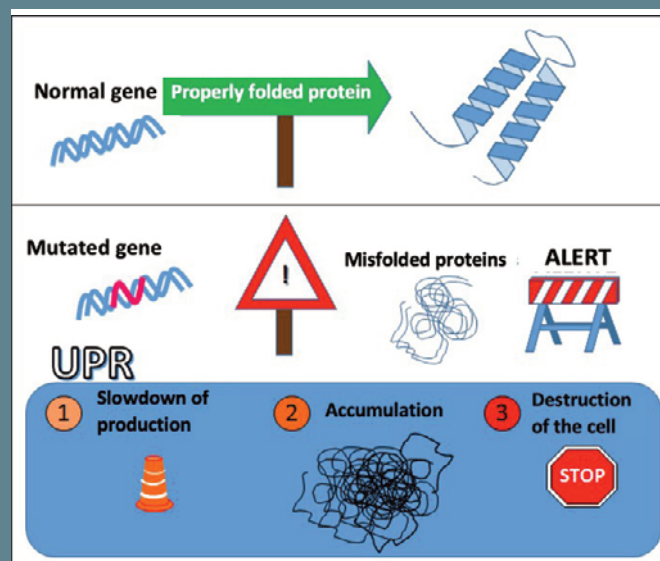 Normal gene
Properly folded protein
Mutated gene
!
Misfolded proteins
ALERT
UPR
1
Slowdown of
production
2
Accumulation
3
Destruction
of the cell
STOP